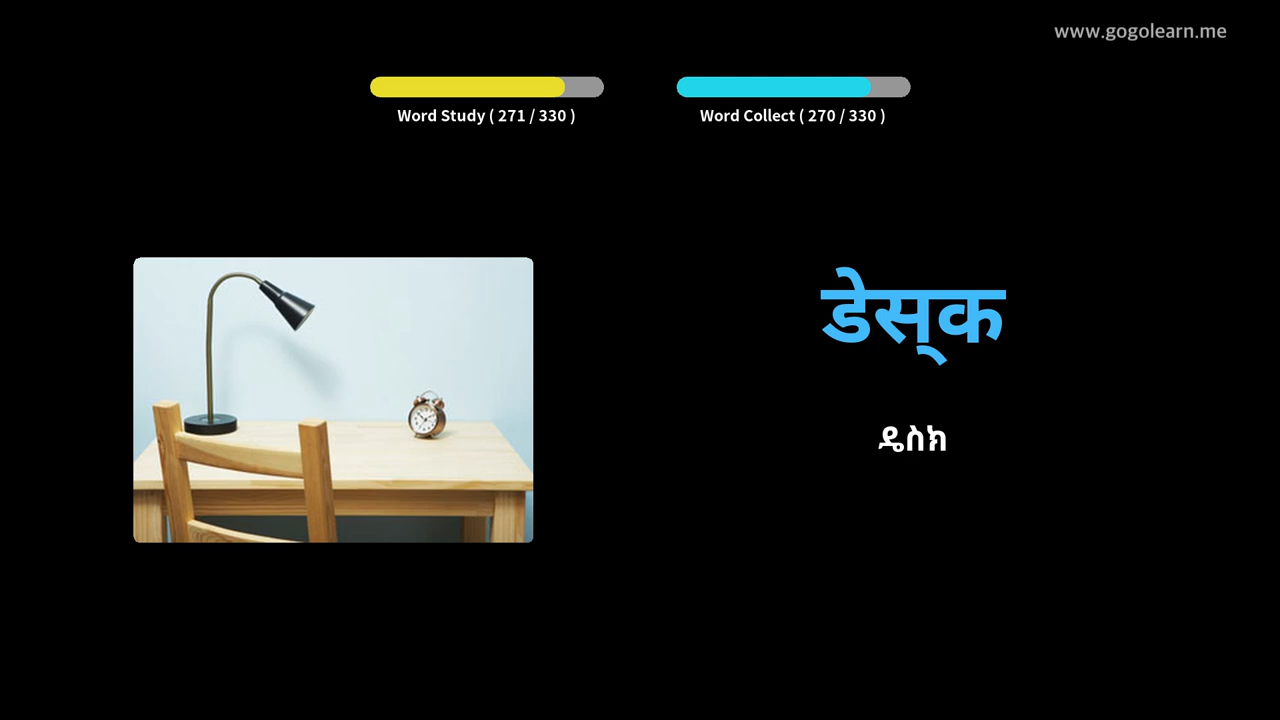 www.gogolearn.me
Word Study ( 271 / 330 )
Word Collect ( 270 / 330 )
डेस्‌क
ዴስክ